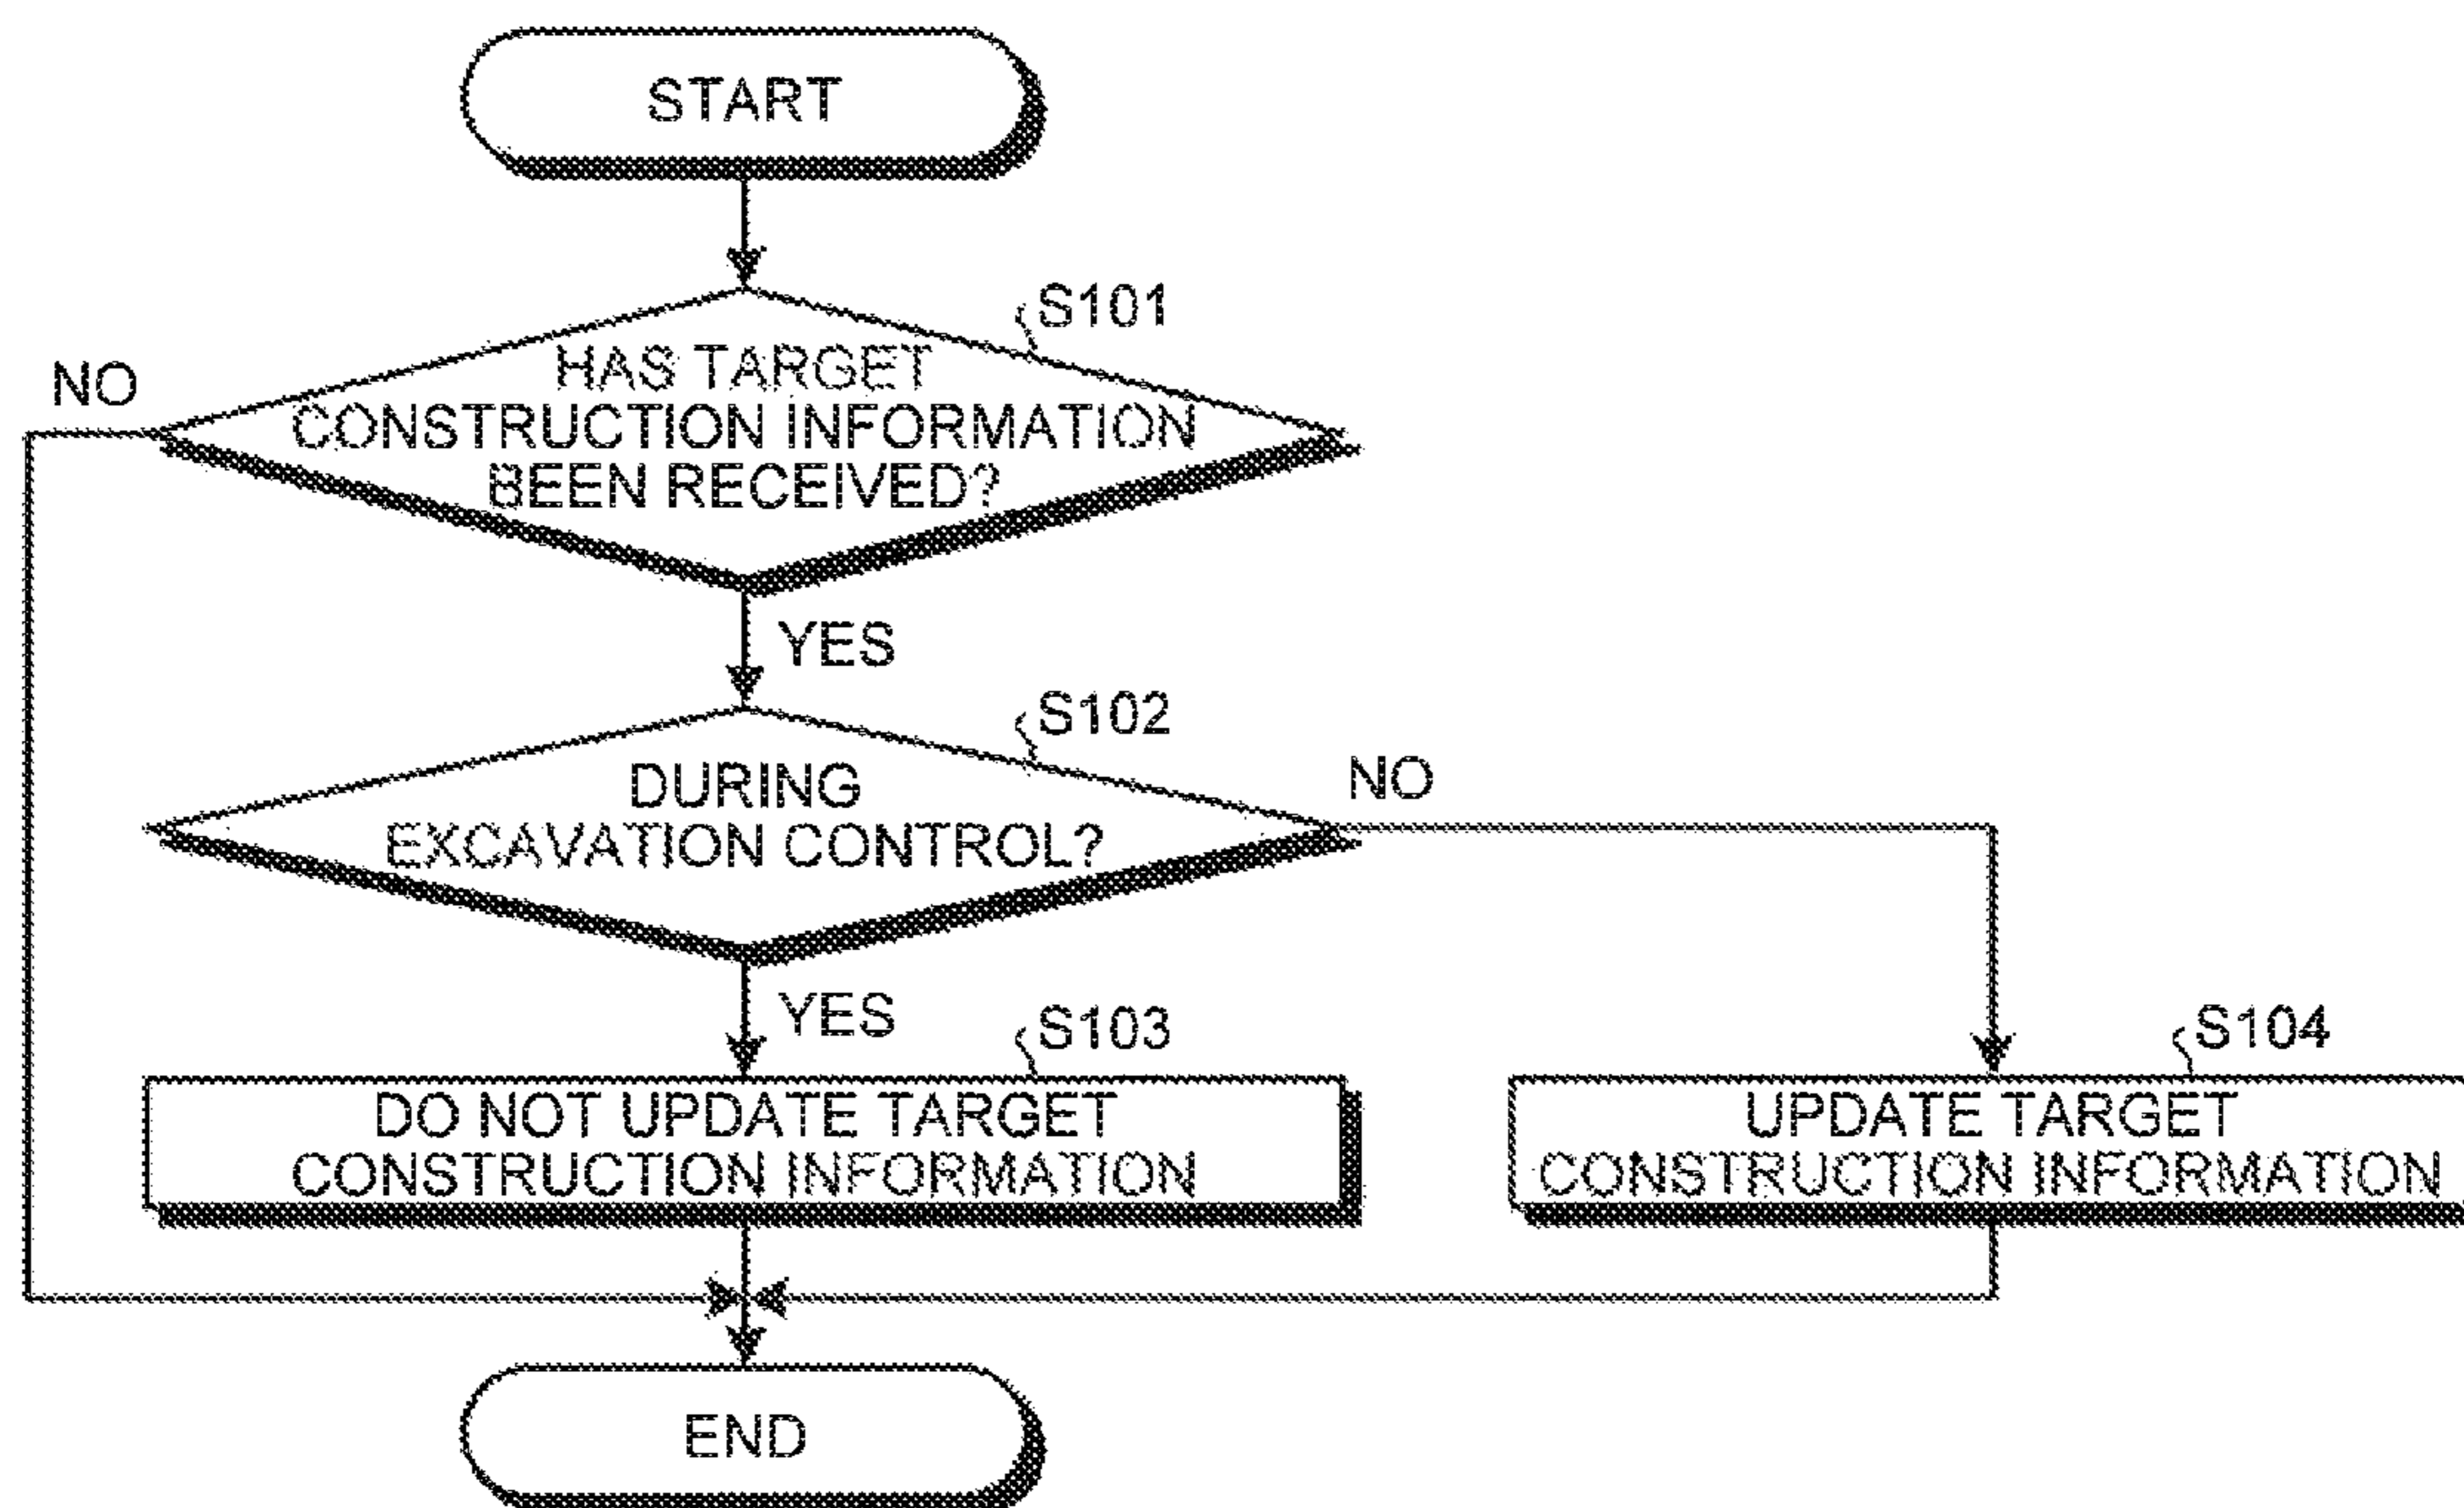 START
S101
NO
HAS TARGET
CONSTRUCTION INFORMATION
BEEN RECEIVED?
YES
S102
DURING
EXCAVATION CONTROL?
NO
YES
S103
DO NOT UPDATE TARGET
CONSTRUCTION INFORMATION
S104
UPDATE TARGET
CONSTRUCTION INFORMATION
END